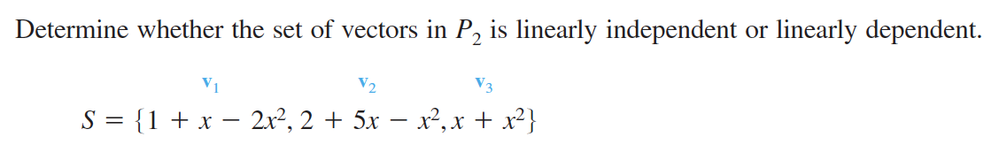 Determine whether the set of vectors in P₂ is linearly independent or linearly dependent.
v₁ v₂ v₃
S = {1 + x − 2x², 2 + 5x − x², x + x²}